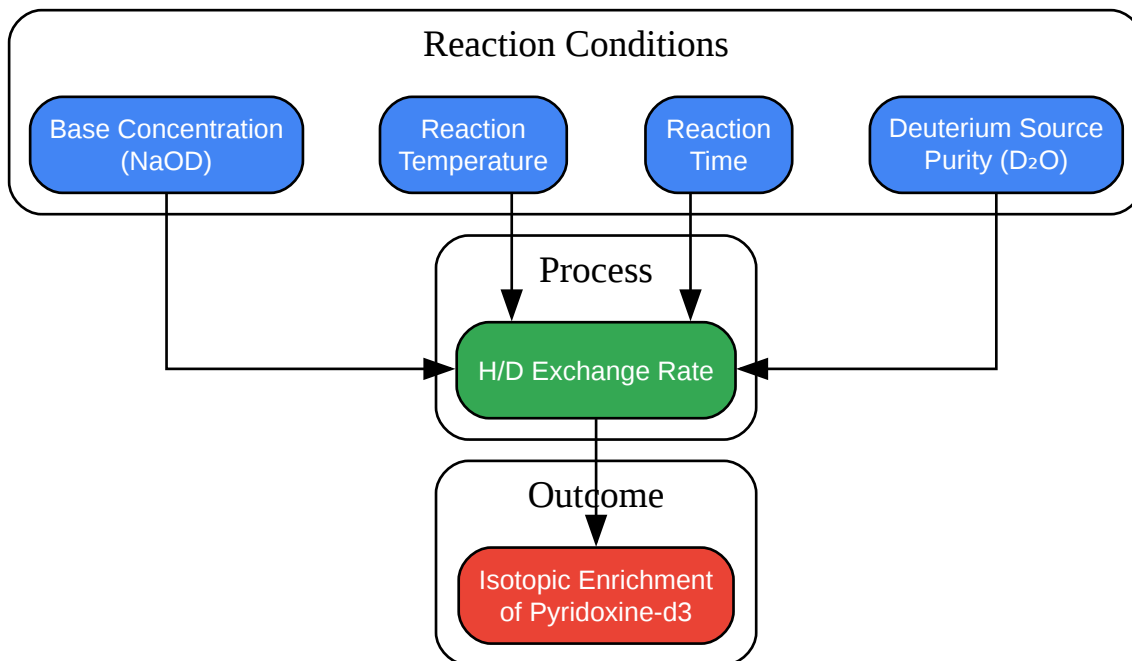 Reaction Conditions
Base Concentration
(NaOD)
Reaction
Temperature
Reaction
Time
Deuterium Source
Purity (D₂O)
Process
H/D Exchange Rate
Outcome
Isotopic Enrichment
of Pyridoxine-d3